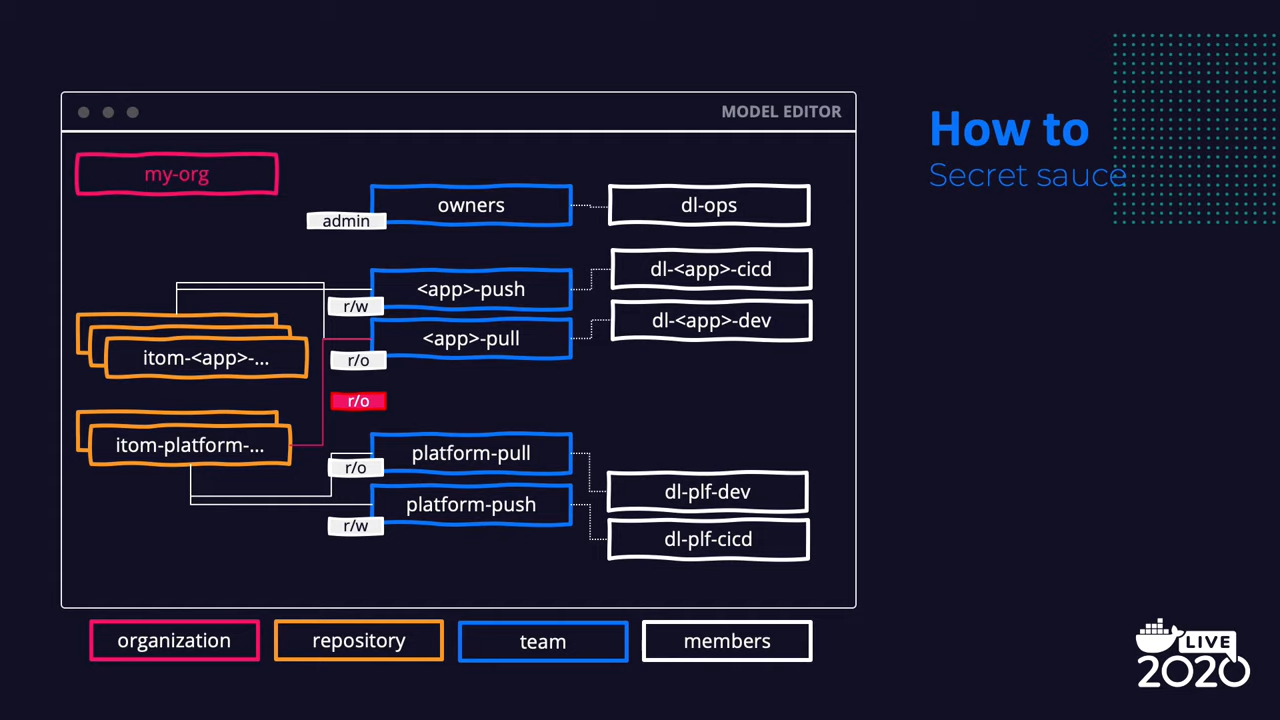 MODEL EDITOR
How to
Secret sauce
my-org
owners
dl-ops
admin
dl-<app>-cicd
<app>-push
r/w
dl-<app>-dev
<app>-pull
itom-<app>-...
r/o
r/o
itom-platform-...
platform-pull
r/o
dl-plf-dev
platform-push
r/w
dl-plf-cicd
organization
repository
team
members
LIVE
2020